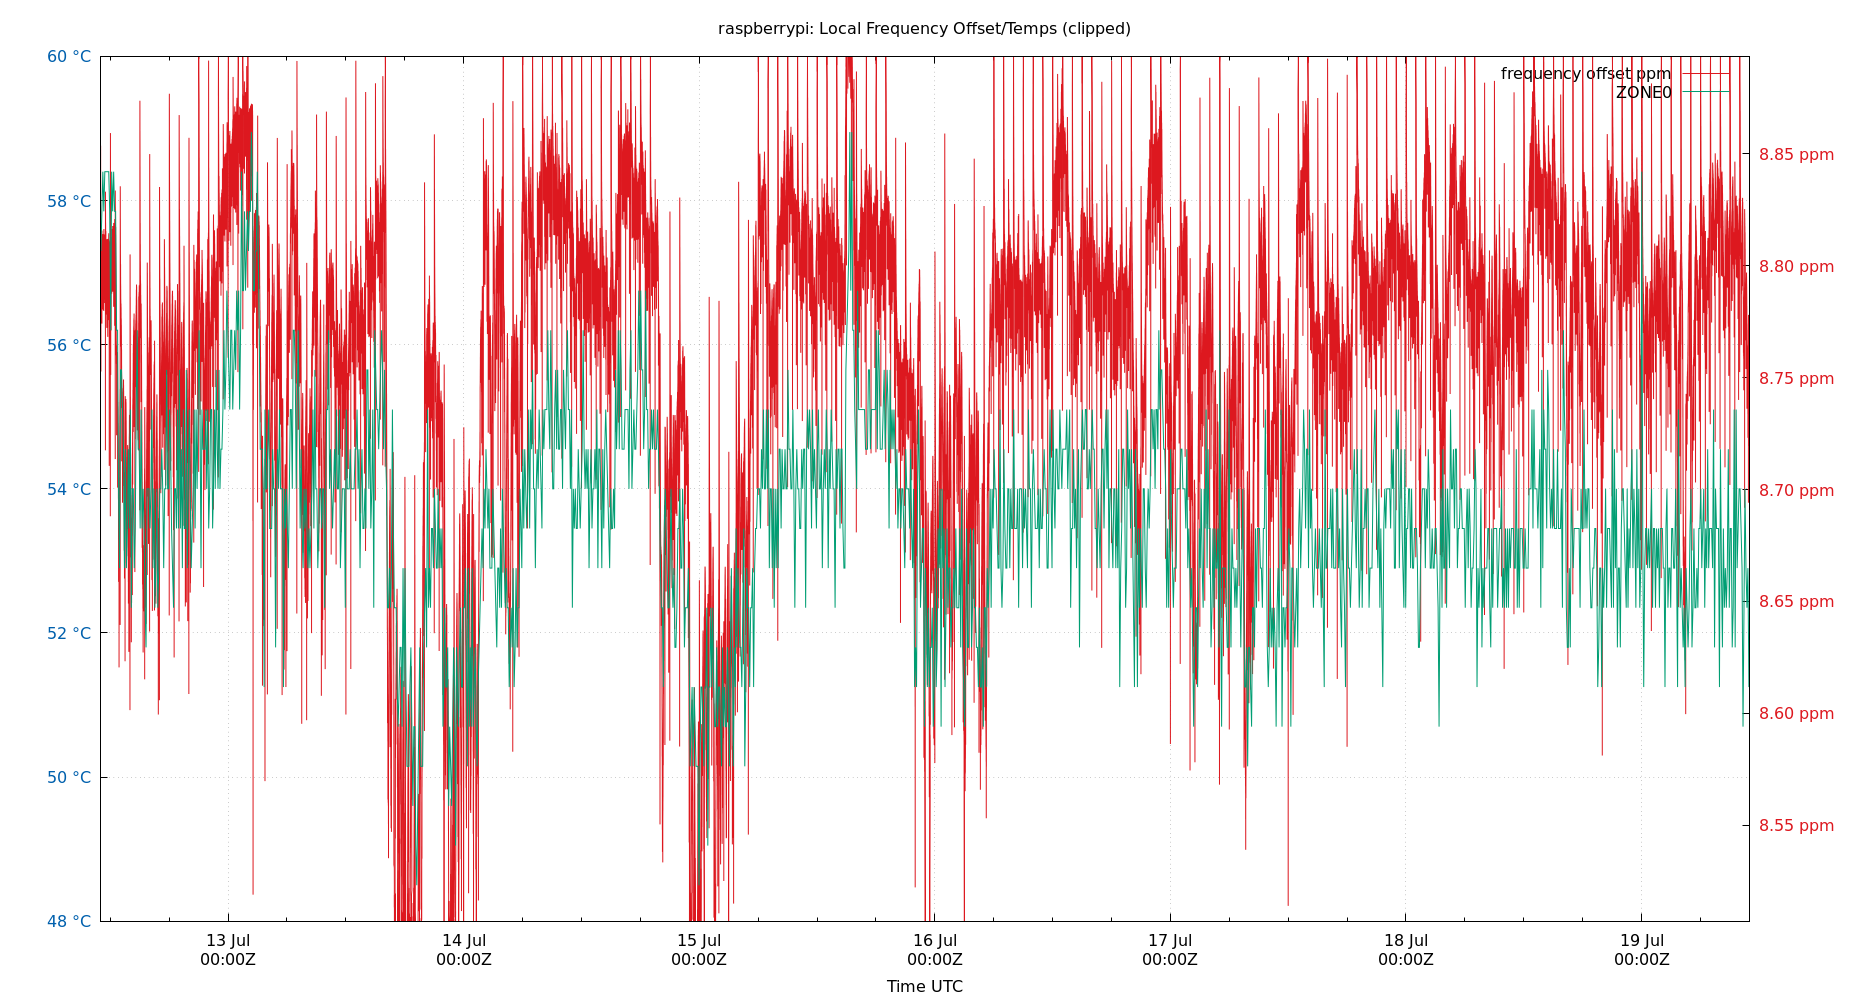 raspberrypi: Local Frequency Offset/Temps (clipped)
60 °C
58 °C
56 °C
54 °C
52 °C
50 °C
48 °C
frequency offset ppm
ZONE0
8.85 ppm
8.80 ppm
8.75 ppm
8.70 ppm
8.65 ppm
8.60 ppm
8.55 ppm
13 Jul 14 Jul 15 Jul 16 Jul 17 Jul 18 Jul 19 Jul
00:00Z 00:00Z 00:00Z 00:00Z 00:00Z 00:00Z 00:00Z
Time UTC